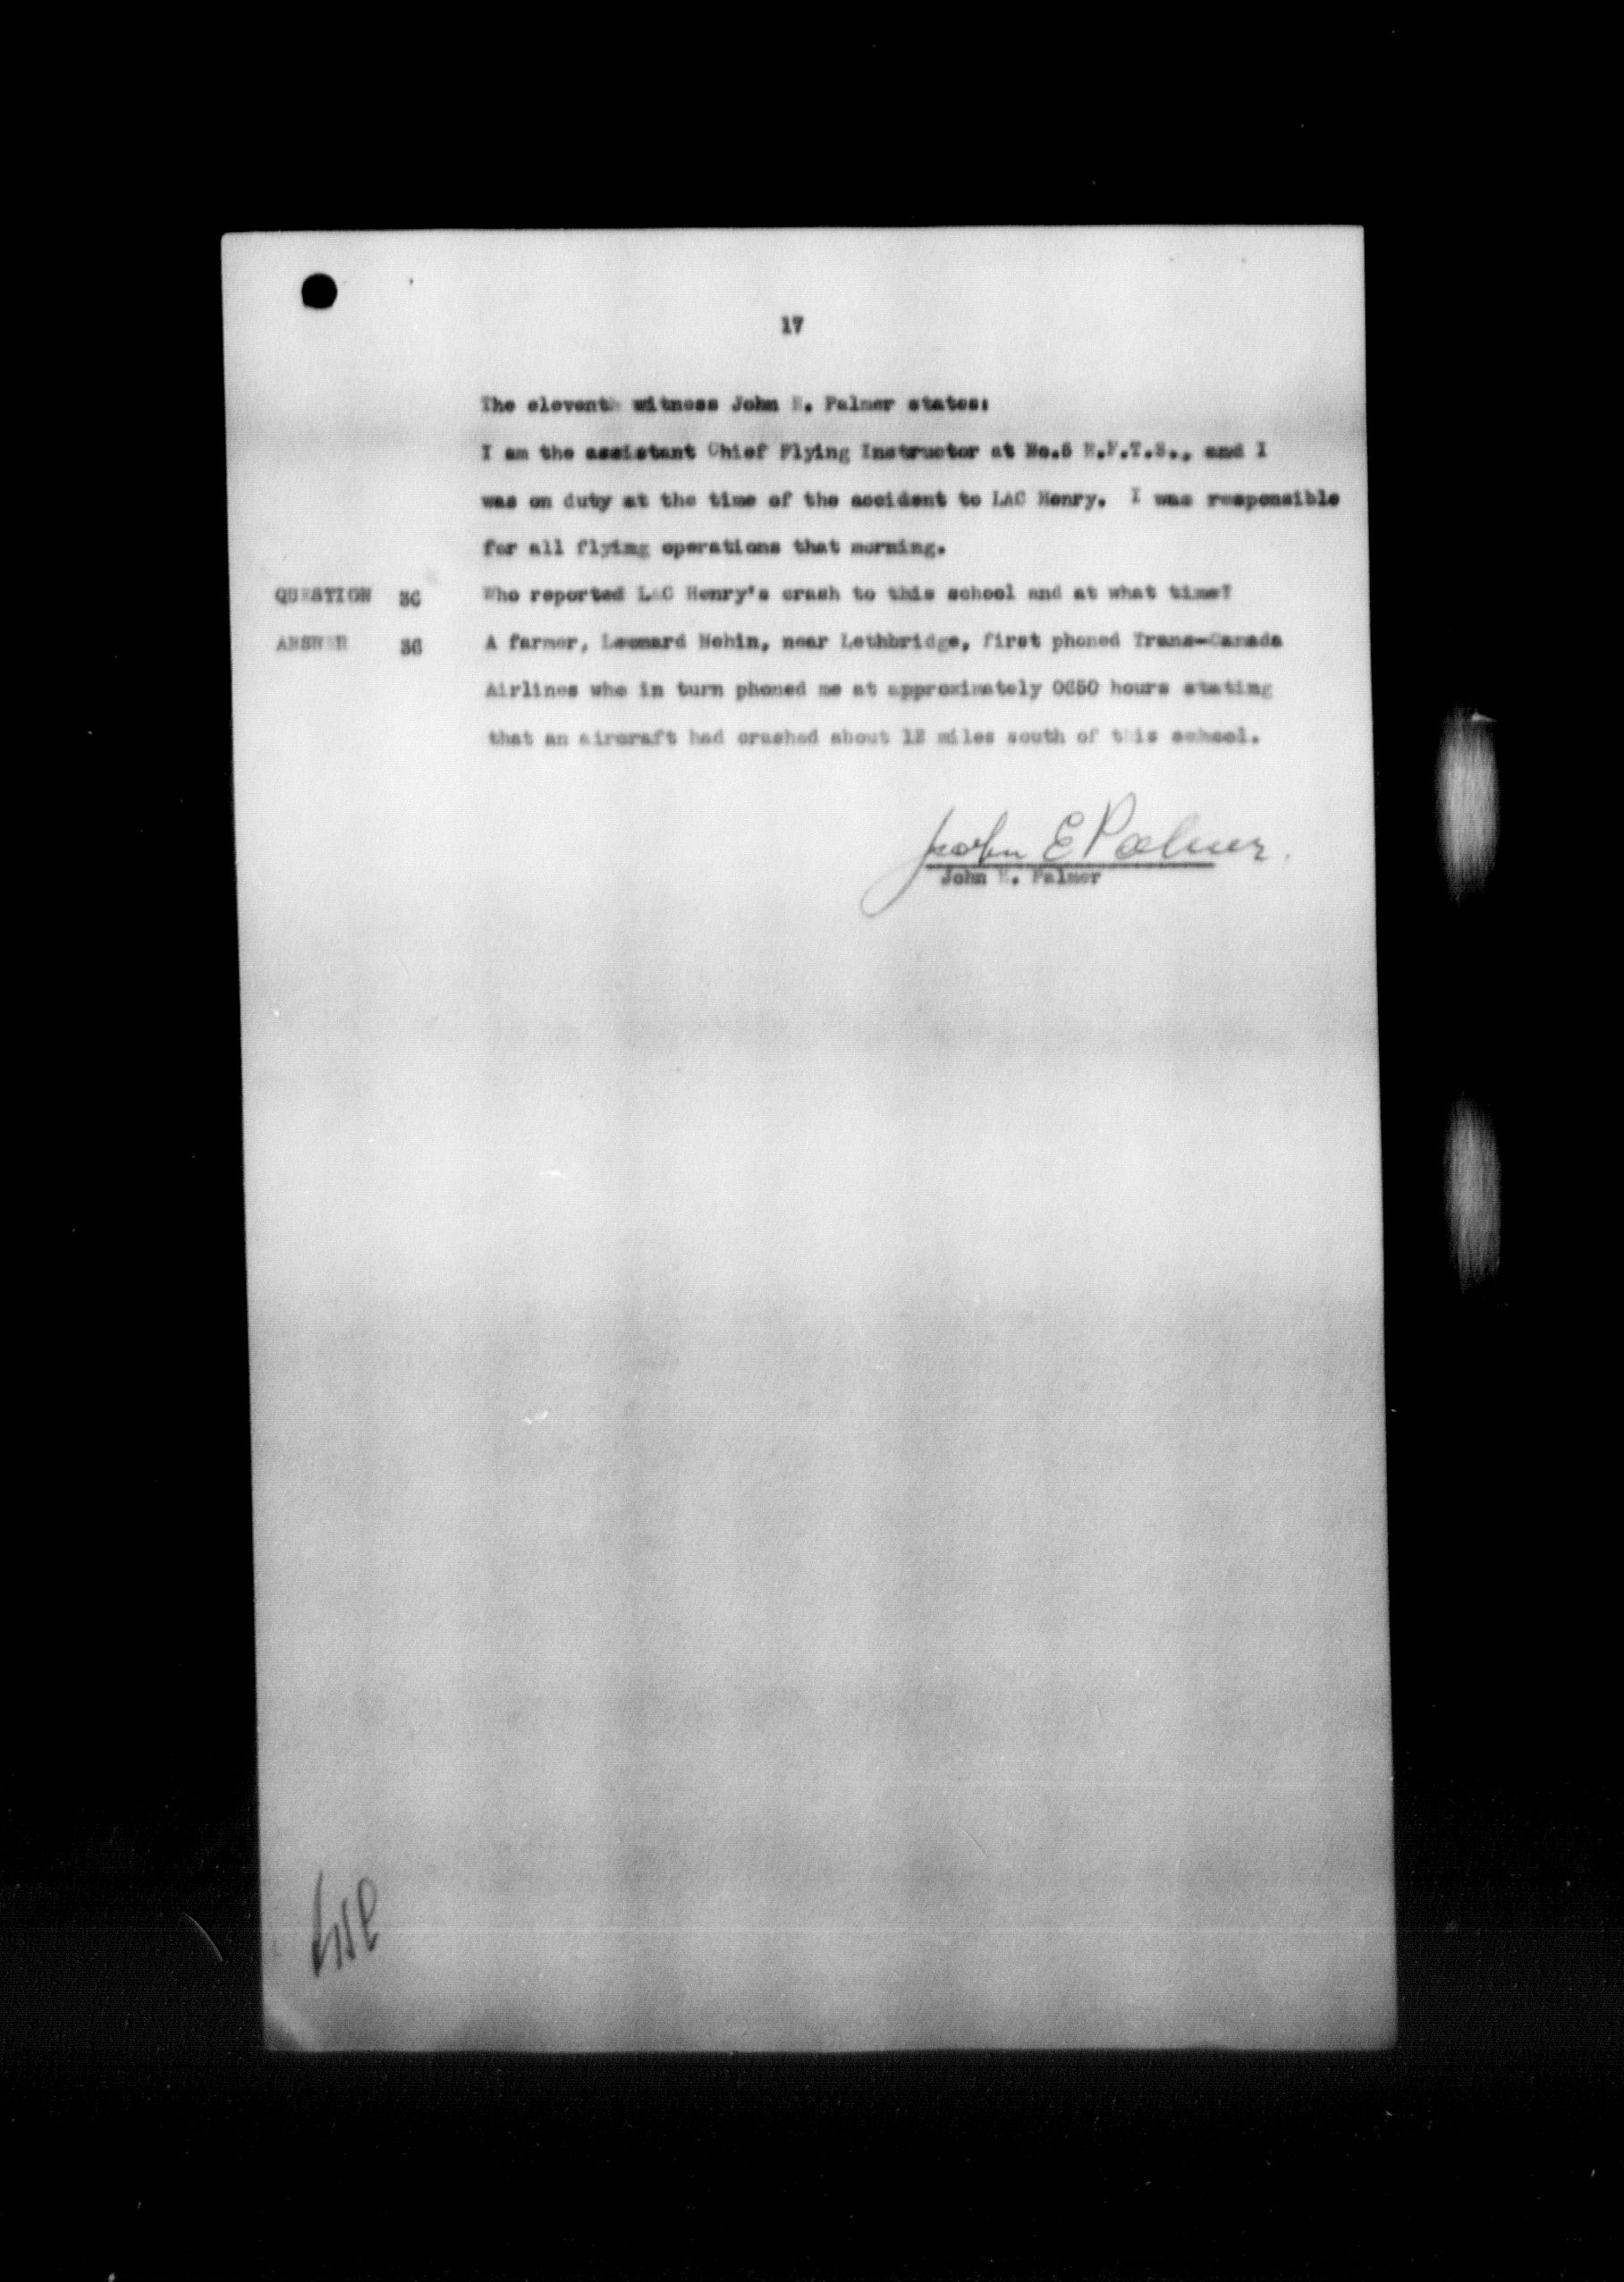 17
The eleventh witness John E. Palmer states:
I am the assistant Chief Flying Instructor at No.5 E.F.T.S., and I
was on duty at the time of the accident to LAC Henry. I was responsible
for all flying operations that morning.
QUESTION 36 Who reported LAC Henry's crash to this school and at what time?
ANSWER 36 A farmer, Leonard Nehin, near Lethbridge, first phoned Trans-Canada
Airlines who in turn phoned me at approximately 0650 hours stating
that an aircraft had crashed about 12 miles south of this school.
John E Palmer.
John E. Palmer